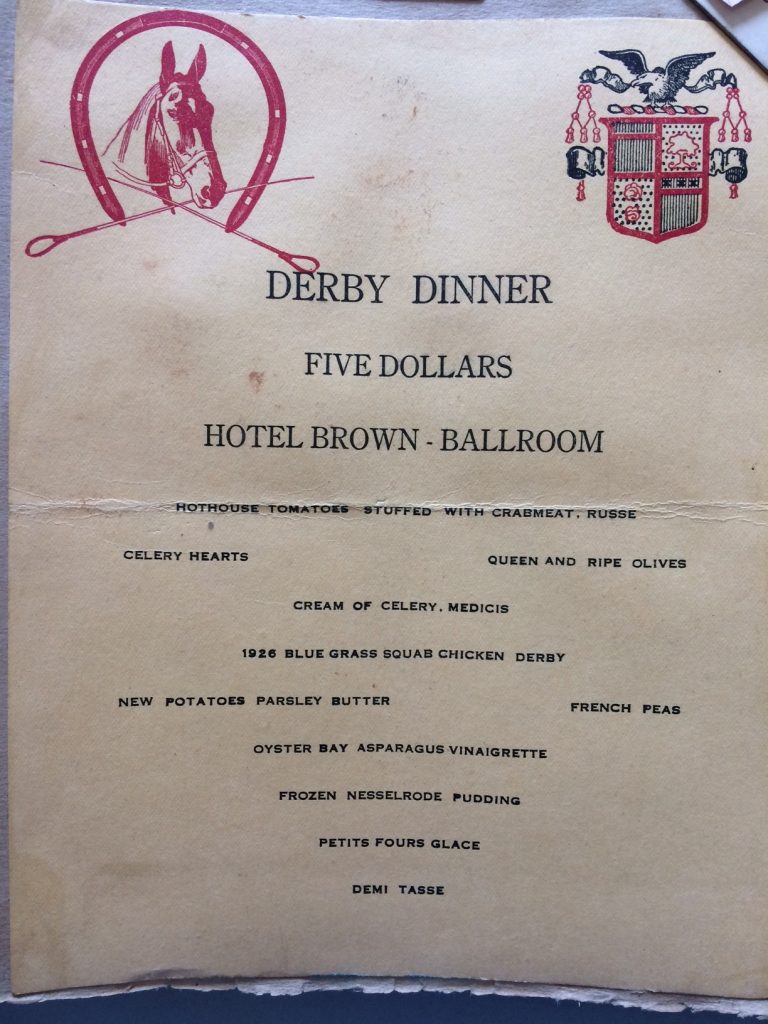 DERBY DINNER
FIVE DOLLARS
HOTEL BROWN - BALLROOM
HOTHOUSE TOMATOES STUFFED WITH CRABMEAT, RUSSE
CELERY HEARTS QUEEN AND RIPE OLIVES
CREAM OF CELERY, MEDICIS
1926 BLUE GRASS SQUAB CHICKEN DERBY
NEW POTATOES PARSLEY BUTTER FRENCH PEAS
OYSTER BAY ASPARAGUS VINAIGRETTE
FROZEN NESSELRODE PUDDING
PETITS FOURS GLACE
DEMI TASSE